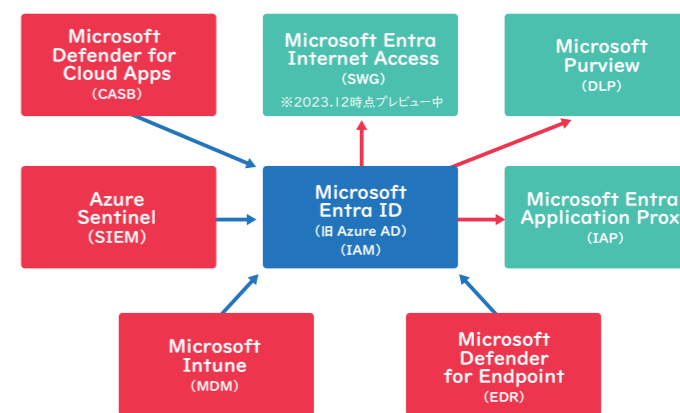 Microsoft
Defender for
Cloud Apps
(CASB)
Microsoft Entra
Internet Access
(SWG)
※2023.12時点プレビュー中
Microsoft
Purview
(DLP)
Azure
Sentinel
(SIEM)
Microsoft
Entra ID
(旧 Azure AD)
(IAM)
Microsoft Entra
Application Prox
(IAP)
Microsoft
Intune
(MDM)
Microsoft
Defender
for Endpoint
(EDR)